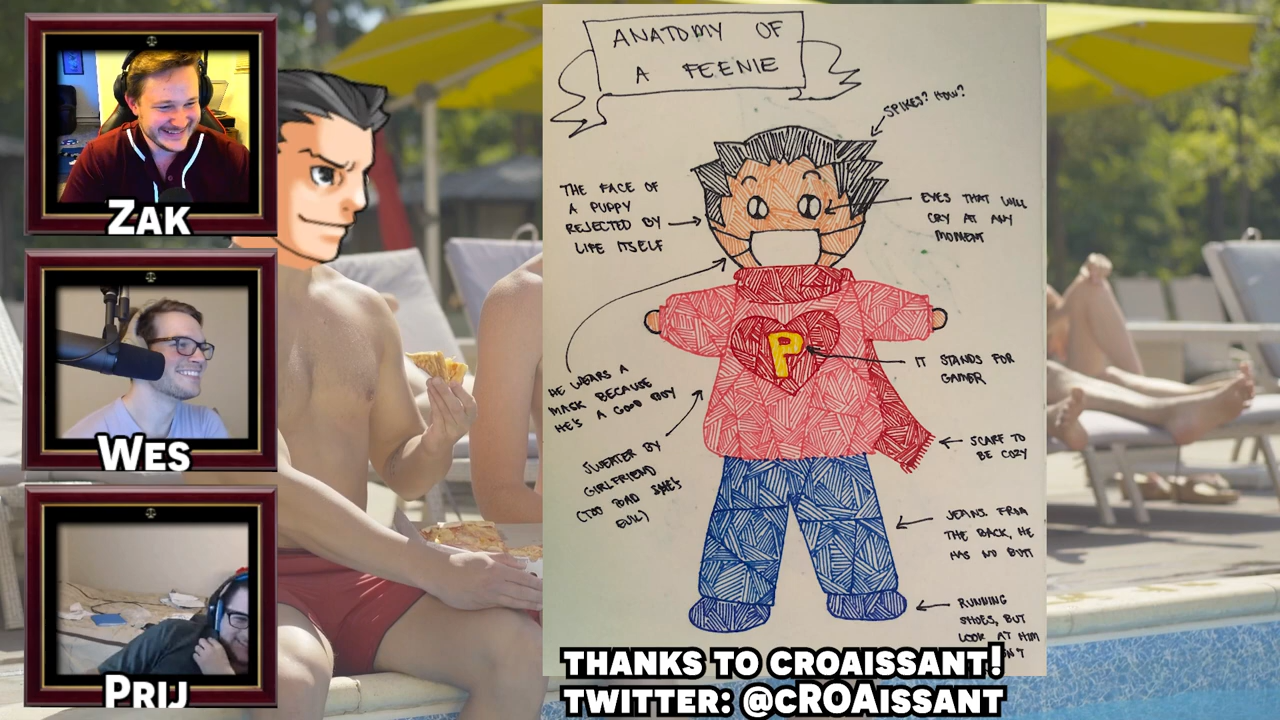 ZAK
WES
PRIJ
ANATOMY OF
A FEENIE
SPIKES? HOW?
THE FACE OF
A PUPPY
REJECTED BY
LIFE ITSELF
EYES THAT WILL
CRY AT ANY
MOMENT
HE WEARS A
MASK BECAUSE
HE'S A GOOD BOY
P
IT STANDS FOR
GAMER
SWEATER BY
GIRLFRIEND
(TOO BAD SHE'S
EVIL)
SCARF TO
BE COZY
JEANS. FROM
THE BACK, HE
HAS NO BUTT
RUNNING
SHOES, BUT
LOOK AT HIM
THANKS TO CROAISSANT!
TWITTER: @CROAISSANT